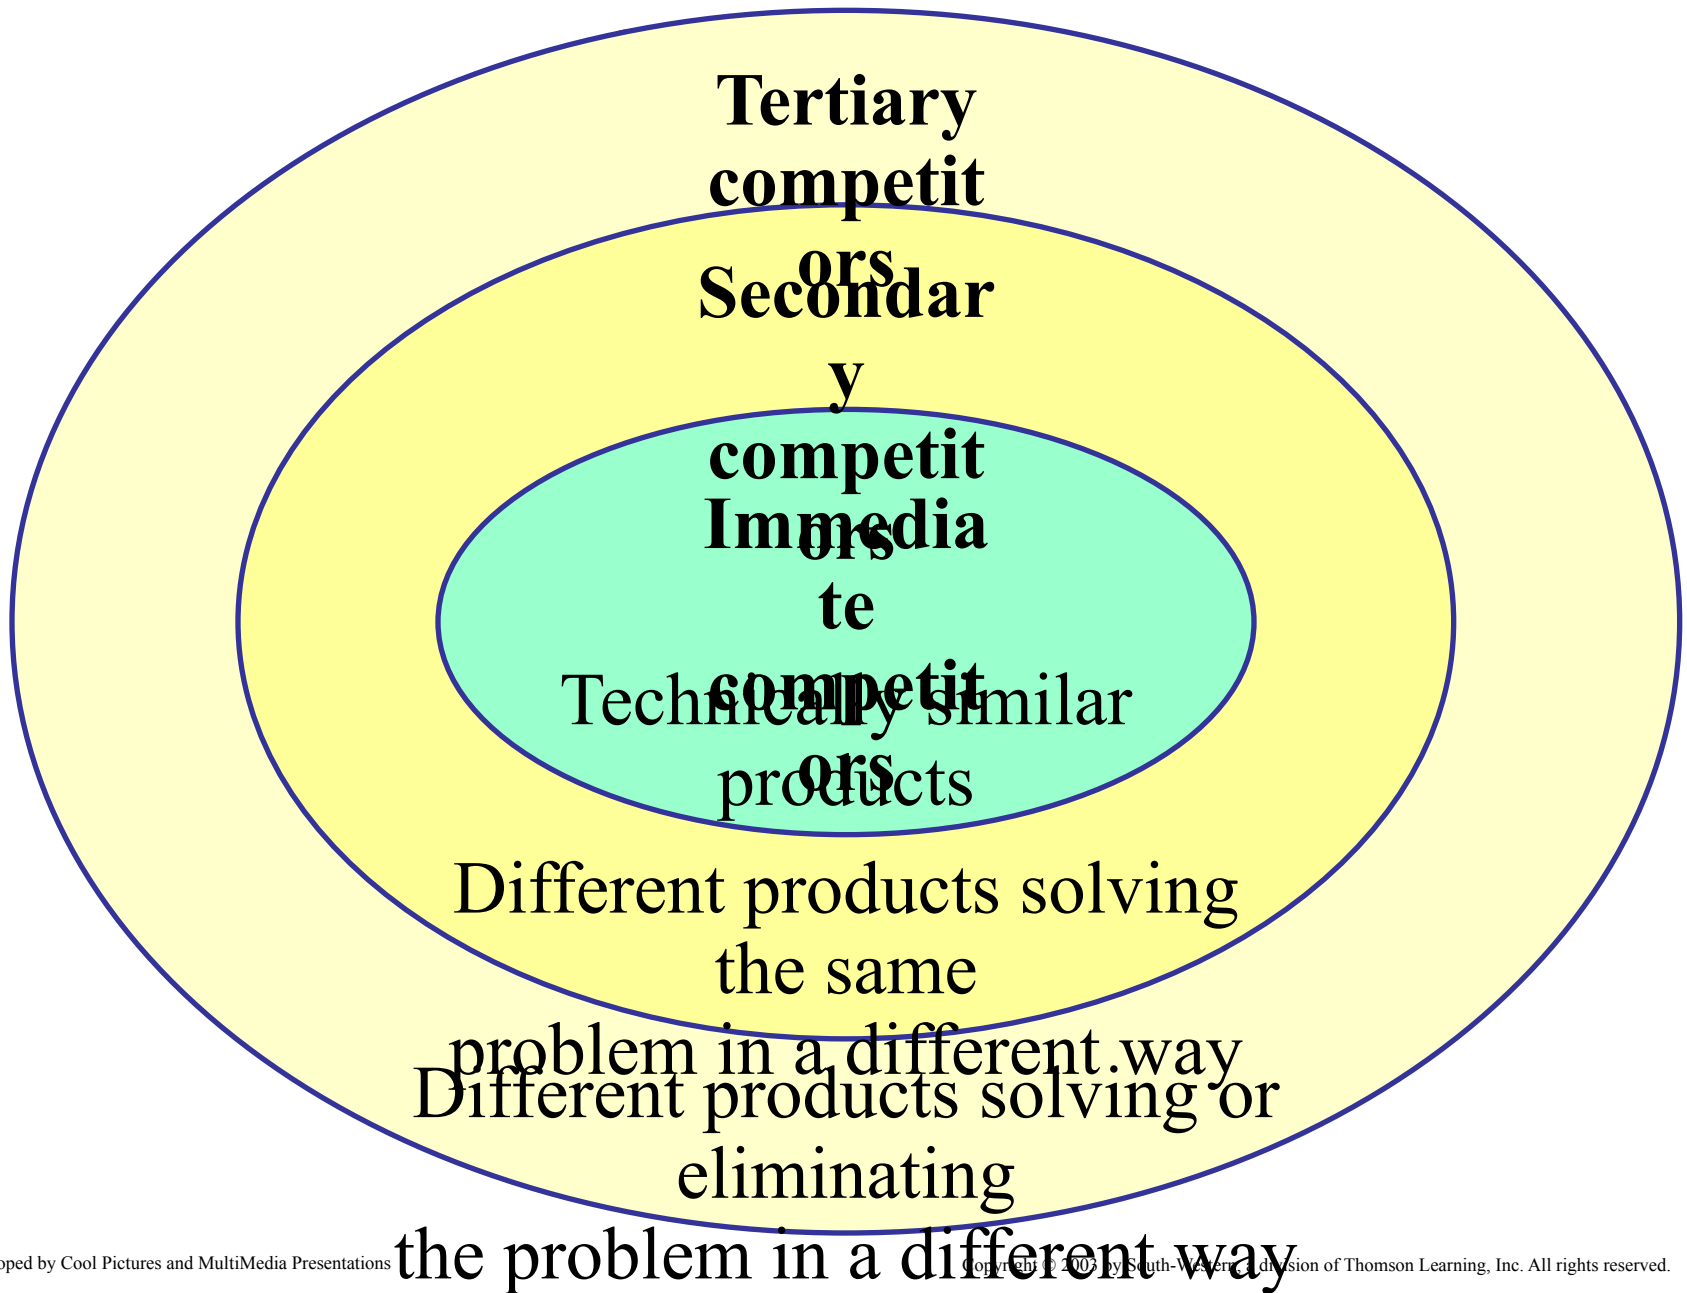 Tertiary
competit
ors
Secondar
y
competit
ors
Immedia
te
competit
ors
Technically similar
products
Different products solving
the same
problem in a different way
Different products solving or
eliminating
the problem in a different way
oped by Cool Pictures and MultiMedia Presentations
Copyright © 2003 by South-Western, a division of Thomson Learning, Inc. All rights reserved.